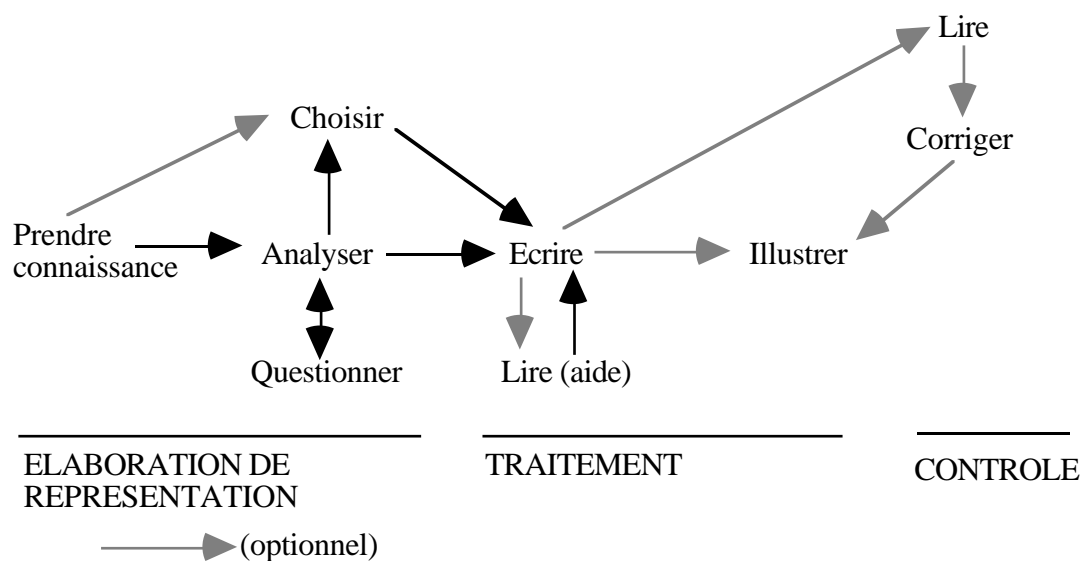 Lire
Choisir
Corriger
Prendre
connaissance
Analyser
Ecrire
Illustrer
Questionner
Lire (aide)
ELABORATION DE
REPRESENTATION
TRAITEMENT
CONTROLE
(optionnel)